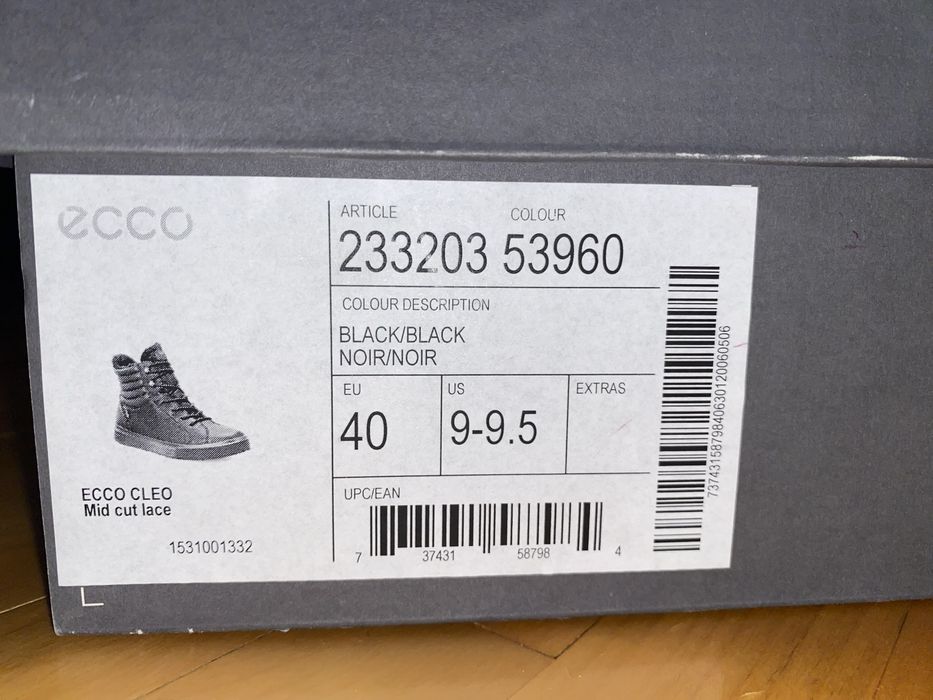 ecco
ARTICLE COLOUR
233203 53960
COLOUR DESCRIPTION
BLACK/BLACK
NOIR/NOIR
EU US EXTRAS
40 9-9.5
ECCO CLEO
Mid cut lace
1531001332
UPC/EAN
7 37431 58798 4
7374315879840630120060506